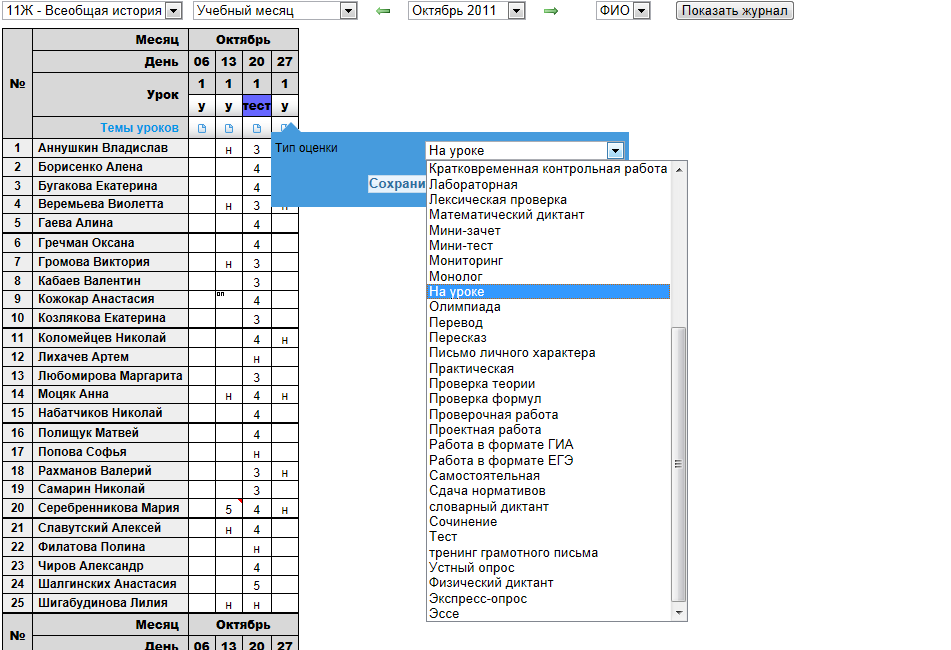 11Ж - Всеобщая история Учебный месяц Октябрь 2011 ФИО Показать журнал
№ Месяц Октябрь
День 06 13 20 27
Урок 1 1 1 1
у у тест у
Темы уроков
1 Аннушкин Владислав н 3
2 Борисенко Алена 4
3 Бугакова Екатерина 4
4 Веремьева Виолетта н 3
5 Гаева Алина 4
6 Гречман Оксана 4
7 Громова Виктория н 3
8 Кабаев Валентин 3
9 Кожокар Анастасия оп 4
10 Козлякова Екатерина 3
11 Коломейцев Николай 4 н
12 Лихачев Артем н
13 Любомирова Маргарита 3
14 Моцяк Анна н 4 н
15 Набатчиков Николай 4
16 Полищук Матвей 4
17 Попова Софья н
18 Рахманов Валерий 3 н
19 Самарин Николай 3
20 Серебренникова Мария 5 4 н
21 Славутский Алексей н 4
22 Филатова Полина н
23 Чиров Александр 4
24 Шалгинских Анастасия 5
25 Шигабудинова Лилия н н
№ Месяц Октябрь
День 06 13 20 27
Тип оценки На уроке
Сохрани
Кратковременная контрольная работа
Лабораторная
Лексическая проверка
Математический диктант
Мини-зачет
Мини-тест
Мониторинг
Монолог
На уроке
Олимпиада
Перевод
Пересказ
Письмо личного характера
Практическая
Проверка теории
Проверка формул
Проверочная работа
Проектная работа
Работа в формате ГИА
Работа в формате ЕГЭ
Самостоятельная
Сдача нормативов
словарный диктант
Сочинение
Тест
тренинг грамотного письма
Устный опрос
Физический диктант
Экспресс-опрос
Эссе